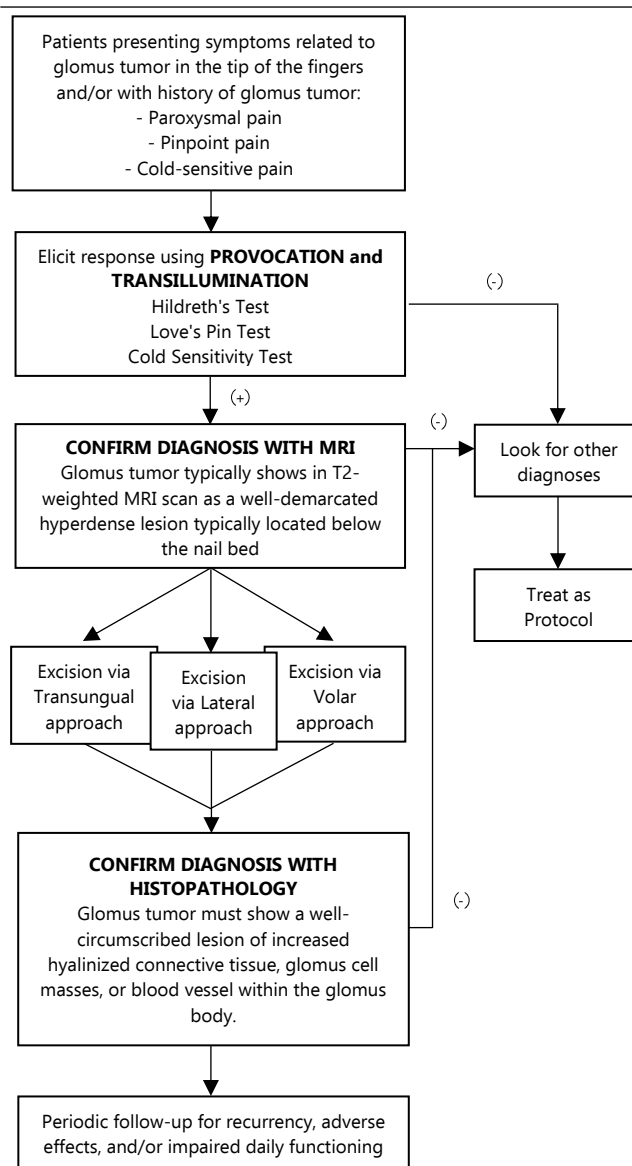 Patients presenting symptoms related to
glomus tumor in the tip of the fingers
and/or with history of glomus tumor:
- Paroxysmal pain
- Pinpoint pain
- Cold-sensitive pain
Elicit response using PROVOCATION and
TRANSILLUMINATION
Hildreth's Test
Love's Pin Test
Cold Sensitivity Test
(-)
(+)
CONFIRM DIAGNOSIS WITH MRI
Glomus tumor typically shows in T2-
weighted MRI scan as a well-demarcated
hyperdense lesion typically located below
the nail bed
(-)
Look for other
diagnoses
Treat as
Protocol
Excision via
Transungual
approach
Excision
via Lateral
approach
Excision via
Volar
approach
CONFIRM DIAGNOSIS WITH
HISTOPATHOLOGY
Glomus tumor must show a well-
circumscribed lesion of increased
hyalinized connective tissue, glomus cell
masses, or blood vessel within the glomus
body.
(-)
Periodic follow-up for recurrency, adverse
effects, and/or impaired daily functioning